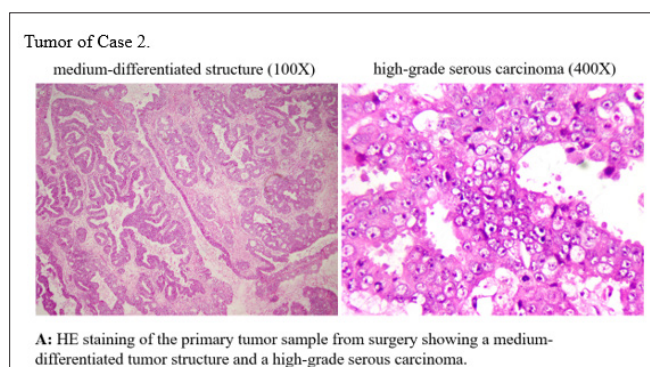 Tumor of Case 2.
medium-differentiated structure (100X)
high-grade serous carcinoma (400X)
A: HE staining of the primary tumor sample from surgery showing a medium-
differentiated tumor structure and a high-grade serous carcinoma.